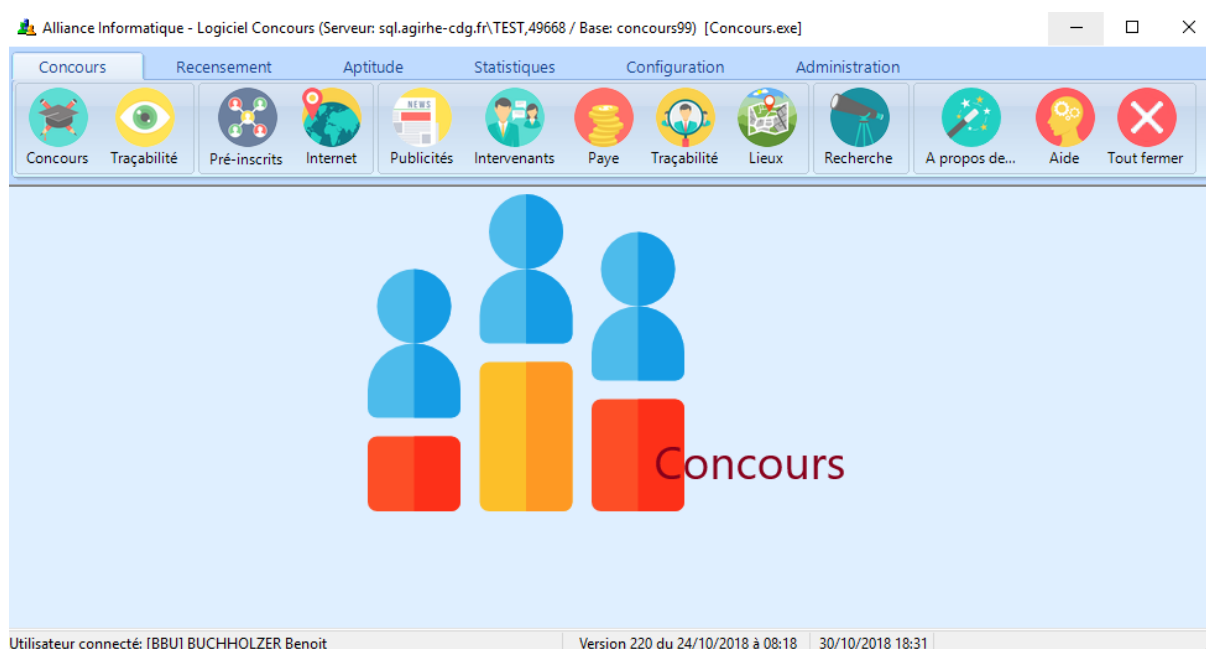 Alliance Informatique - Logiciel Concours (Serveur: sql.agirhe-cdg.fr\TEST,49668 / Base: concours99) [Concours.exe]
Concours Recensement Aptitude Statistiques Configuration Administration
NEWS
Concours Traçabilité Pré-inscrits Internet Publicités Intervenants Paye Traçabilité Lieux Recherche A propos de... Aide Tout fermer
Concours
Utilisateur connecté: [BBU] BUCHHOLZER Benoit Version 220 du 24/10/2018 à 08:18 30/10/2018 18:31